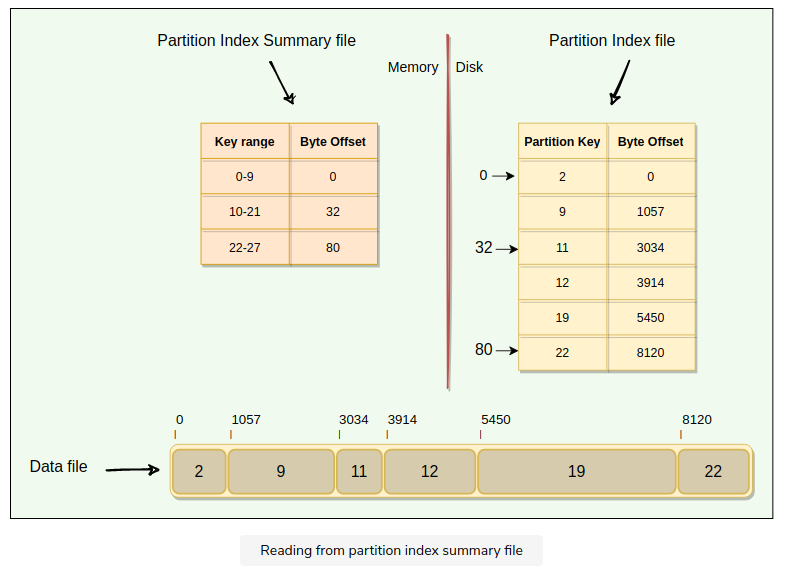 Partition Index Summary file
Partition Index file
Memory
Disk
Key range Byte Offset
0-9 0
10-21 32
22-27 80
Partition Key Byte Offset
0 2 0
9 1057
32 11 3034
12 3914
19 5450
80 22 8120
0 1057 3034 3914 5450 8120
Data file 2 9 11 12 19 22
Reading from partition index summary file